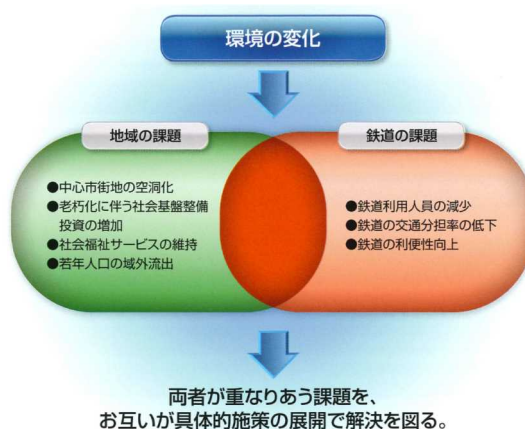 環境の変化
地域の課題
●中心市街地の空洞化
●老朽化に伴う社会基盤整備
投資の増加
●社会福祉サービスの維持
●若年人口の域外流出
鉄道の課題
●鉄道利用人員の減少
●鉄道の交通分担率の低下
●鉄道の利便性向上
両者が重なりあう課題を、
お互いが具体的施策の展開で解決を図る。